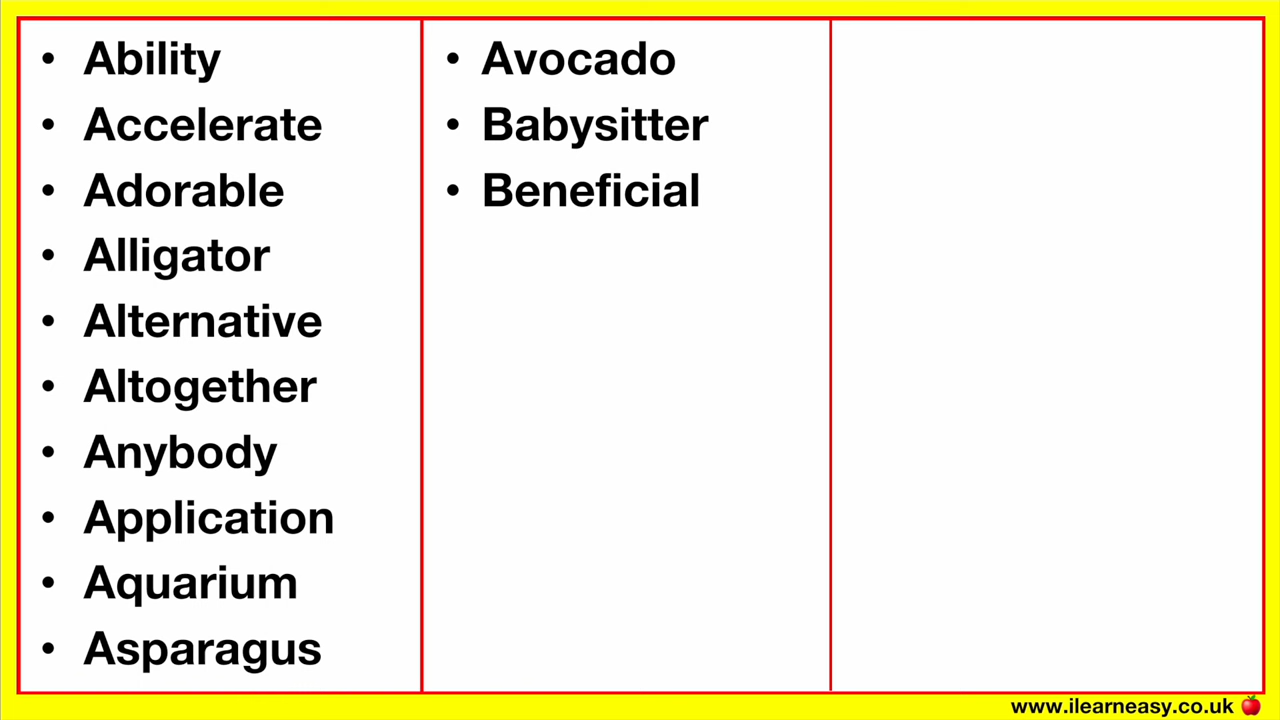 • Ability
• Accelerate
• Adorable
• Alligator
• Alternative
• Altogether
• Anybody
• Application
• Aquarium
• Asparagus
• Avocado
• Babysitter
• Beneficial
www.ilearneasy.co.uk